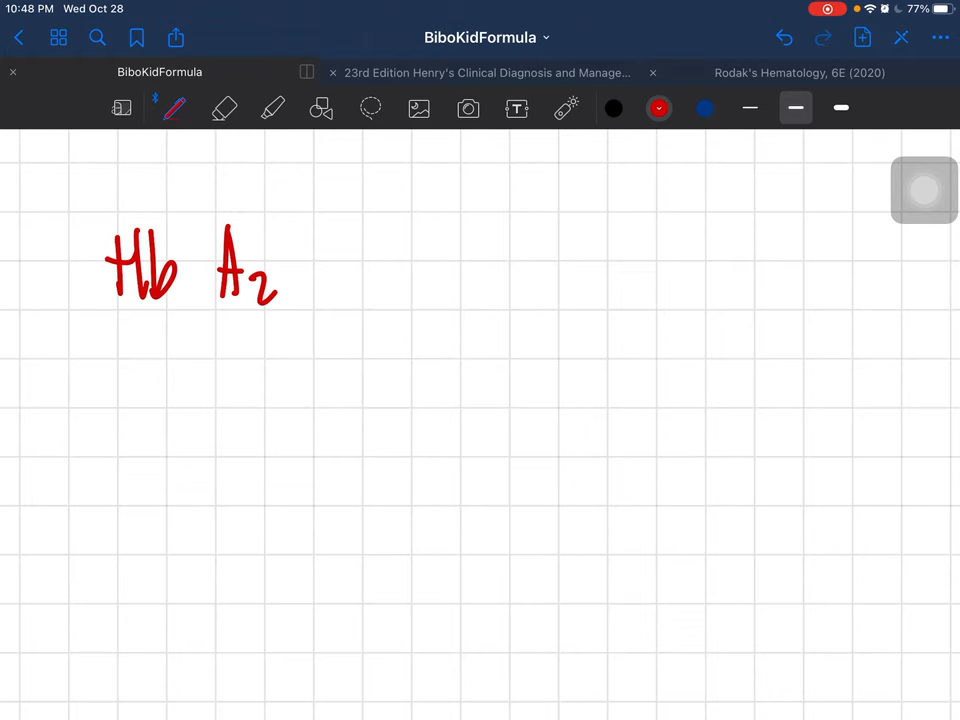 10:48 PM Wed Oct 28 77%
BiboKidFormula
BiboKidFormula 23rd Edition Henry's Clinical Diagnosis and Manage... Rodak's Hematology, 6E (2020)
Hb A₂